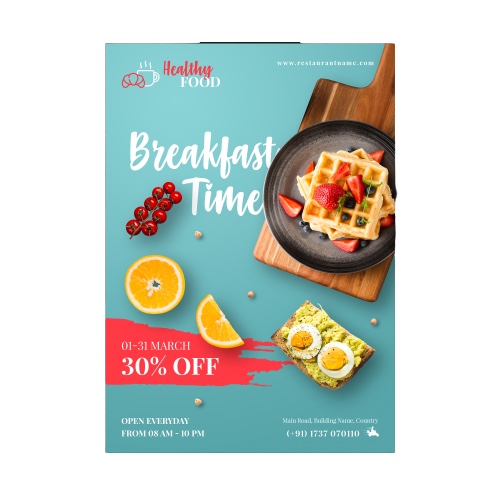 Healthy
FOOD
www.restaurantname.com
Breakfast
Time
01-31 MARCH
30% OFF
OPEN EVERYDAY
FROM 08 AM - 10 PM
Main Road, Building Name, Country
(+91) 1737 070110